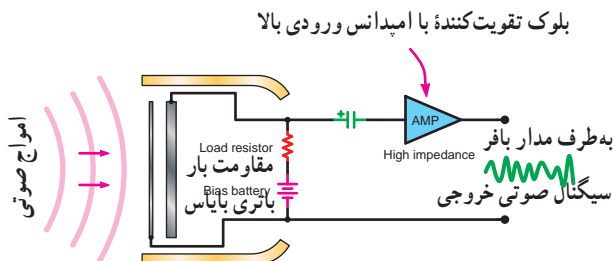 بلوک تقویت‌کنندهٔ با امپدانس ورودی بالا
امواج صوتی
+
AMP
High impedance
Load resistor
مقاومت بار
Bias battery
باتری بایاس
به‌طرف مدار بافر
سیگنال صوتی خروجی